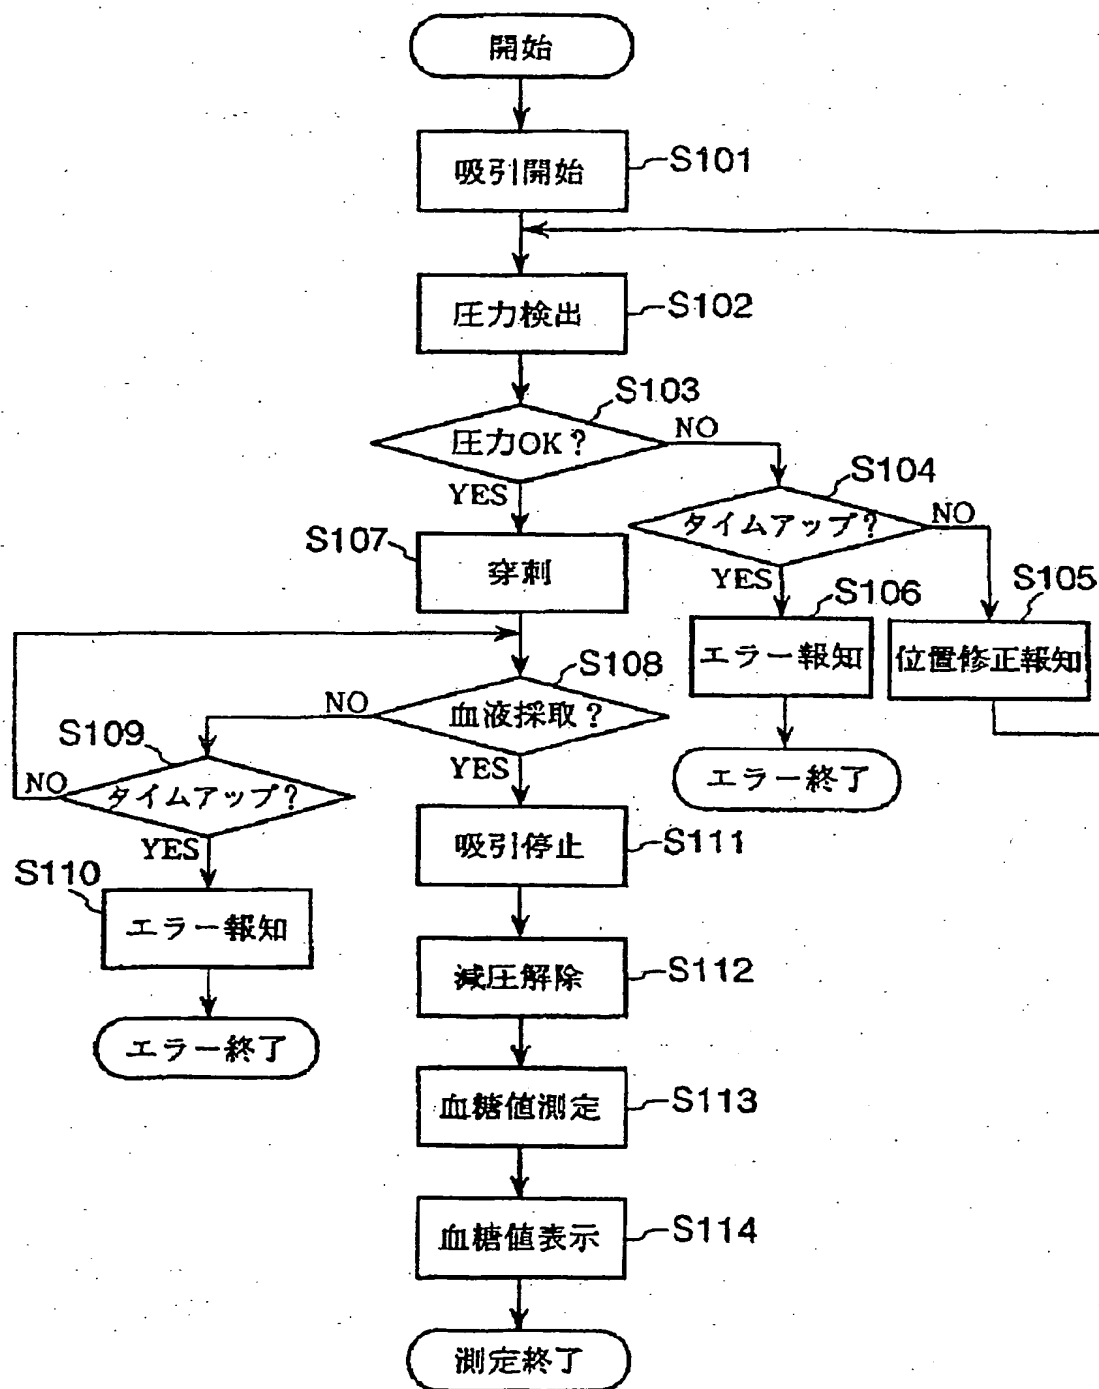 開始
吸引開始
S101
圧力検出
S102
S103
圧力OK?
NO
YES
S104
タイムアップ?
NO
YES
S107
穿刺
S106
エラー報知
S105
位置修正報知
エラー終了
S108
血液採取?
NO
YES
S109
タイムアップ?
NO
YES
S110
エラー報知
エラー終了
吸引停止
S111
減圧解除
S112
血糖値測定
S113
血糖値表示
S114
測定終了